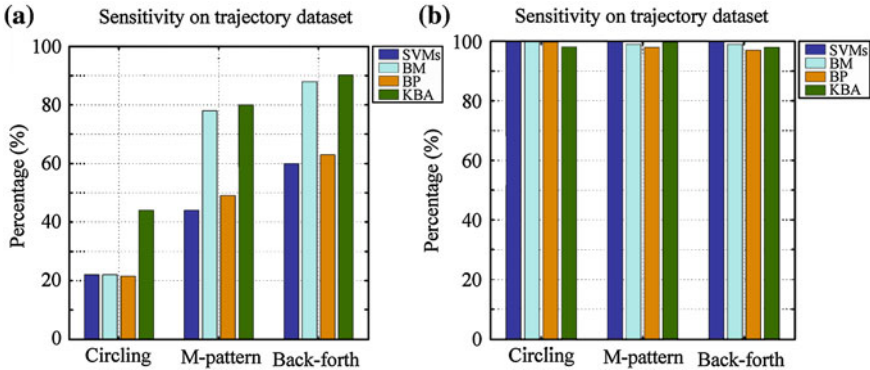 (a)
Sensitivity on trajectory dataset
Percentage (%)
100
80
60
40
20
0
Circling M-pattern Back-forth
SVMs
BM
BP
KBA
(b)
Sensitivity on trajectory dataset
Percentage (%)
100
80
60
40
20
0
Circling M-pattern Back-forth
SVMs
BM
BP
KBA